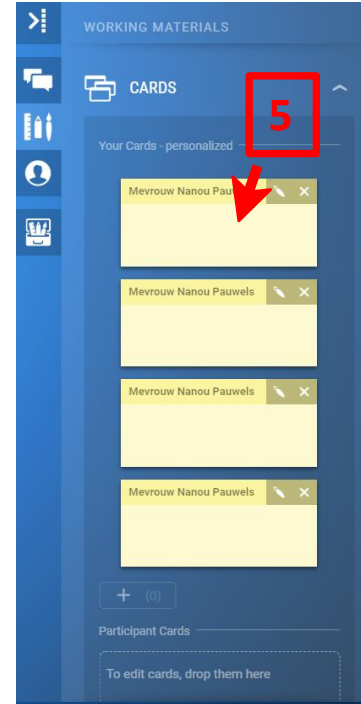 WORKING MATERIALS
CARDS
5
Your Cards - personalized
Mevrouw Nanou
Mevrouw Nanou Pauwels
Mevrouw Nanou Pauwels
Mevrouw Nanou Pauwels
+ (0)
Participant Cards
To edit cards, drop them here